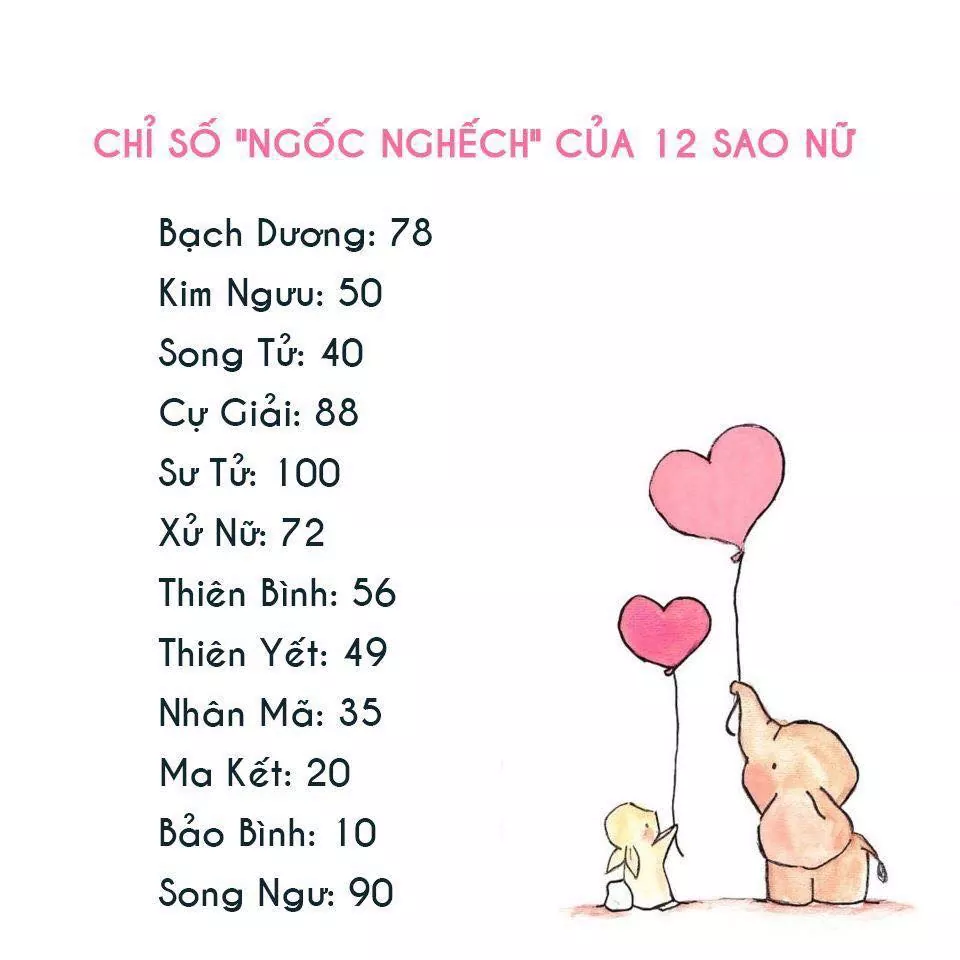 CHỈ SỐ "NGỐC NGHẾCH" CỦA 12 SAO NỮ
Bạch Dương: 78
Kim Ngưu: 50
Song Tử: 40
Cự Giải: 88
Sư Tử: 100
Xử Nữ: 72
Thiên Bình: 56
Thiên Yết: 49
Nhân Mã: 35
Ma Kết: 20
Bảo Bình: 10
Song Ngư: 90